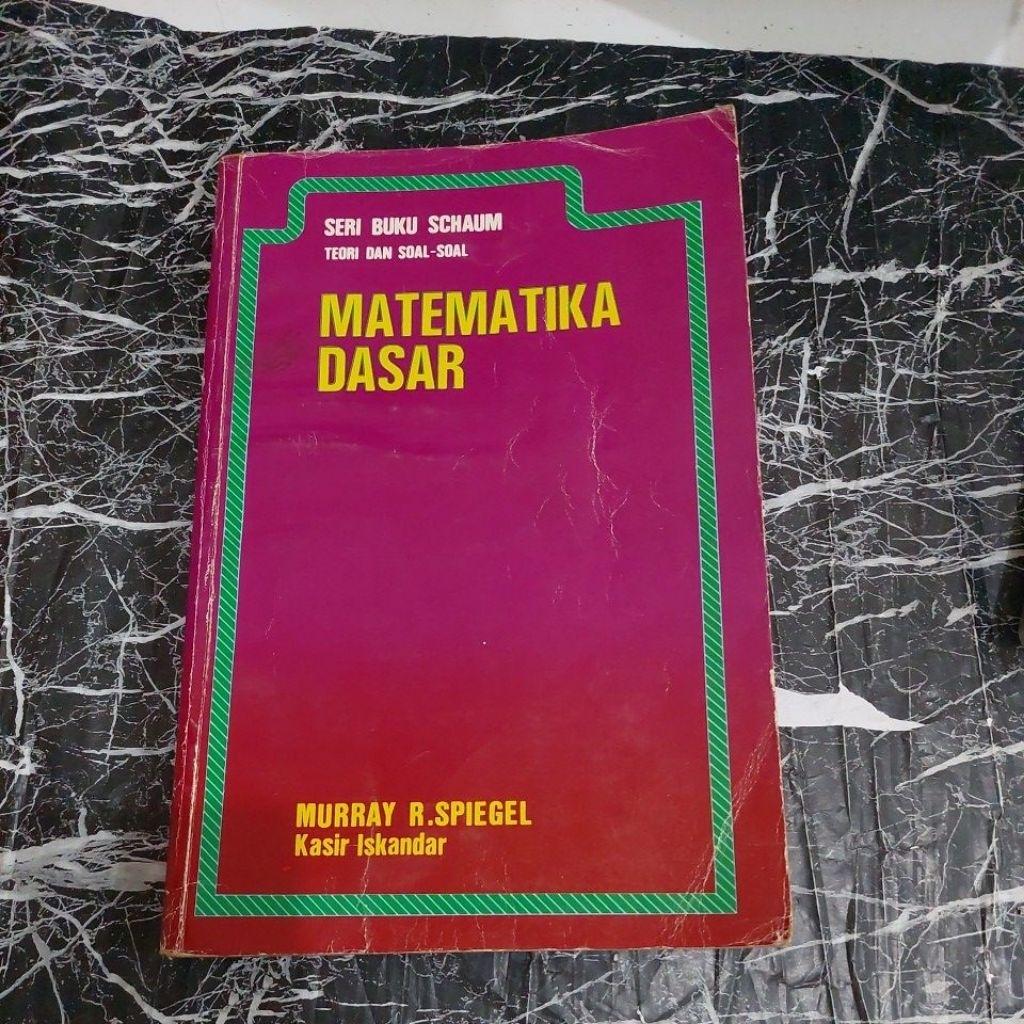 SERI BUKU SCHAUM
TEORI DAN SOAL-SOAL
MATEMATIKA
DASAR
MURRAY R.SPIEGEL
Kasir Iskandar